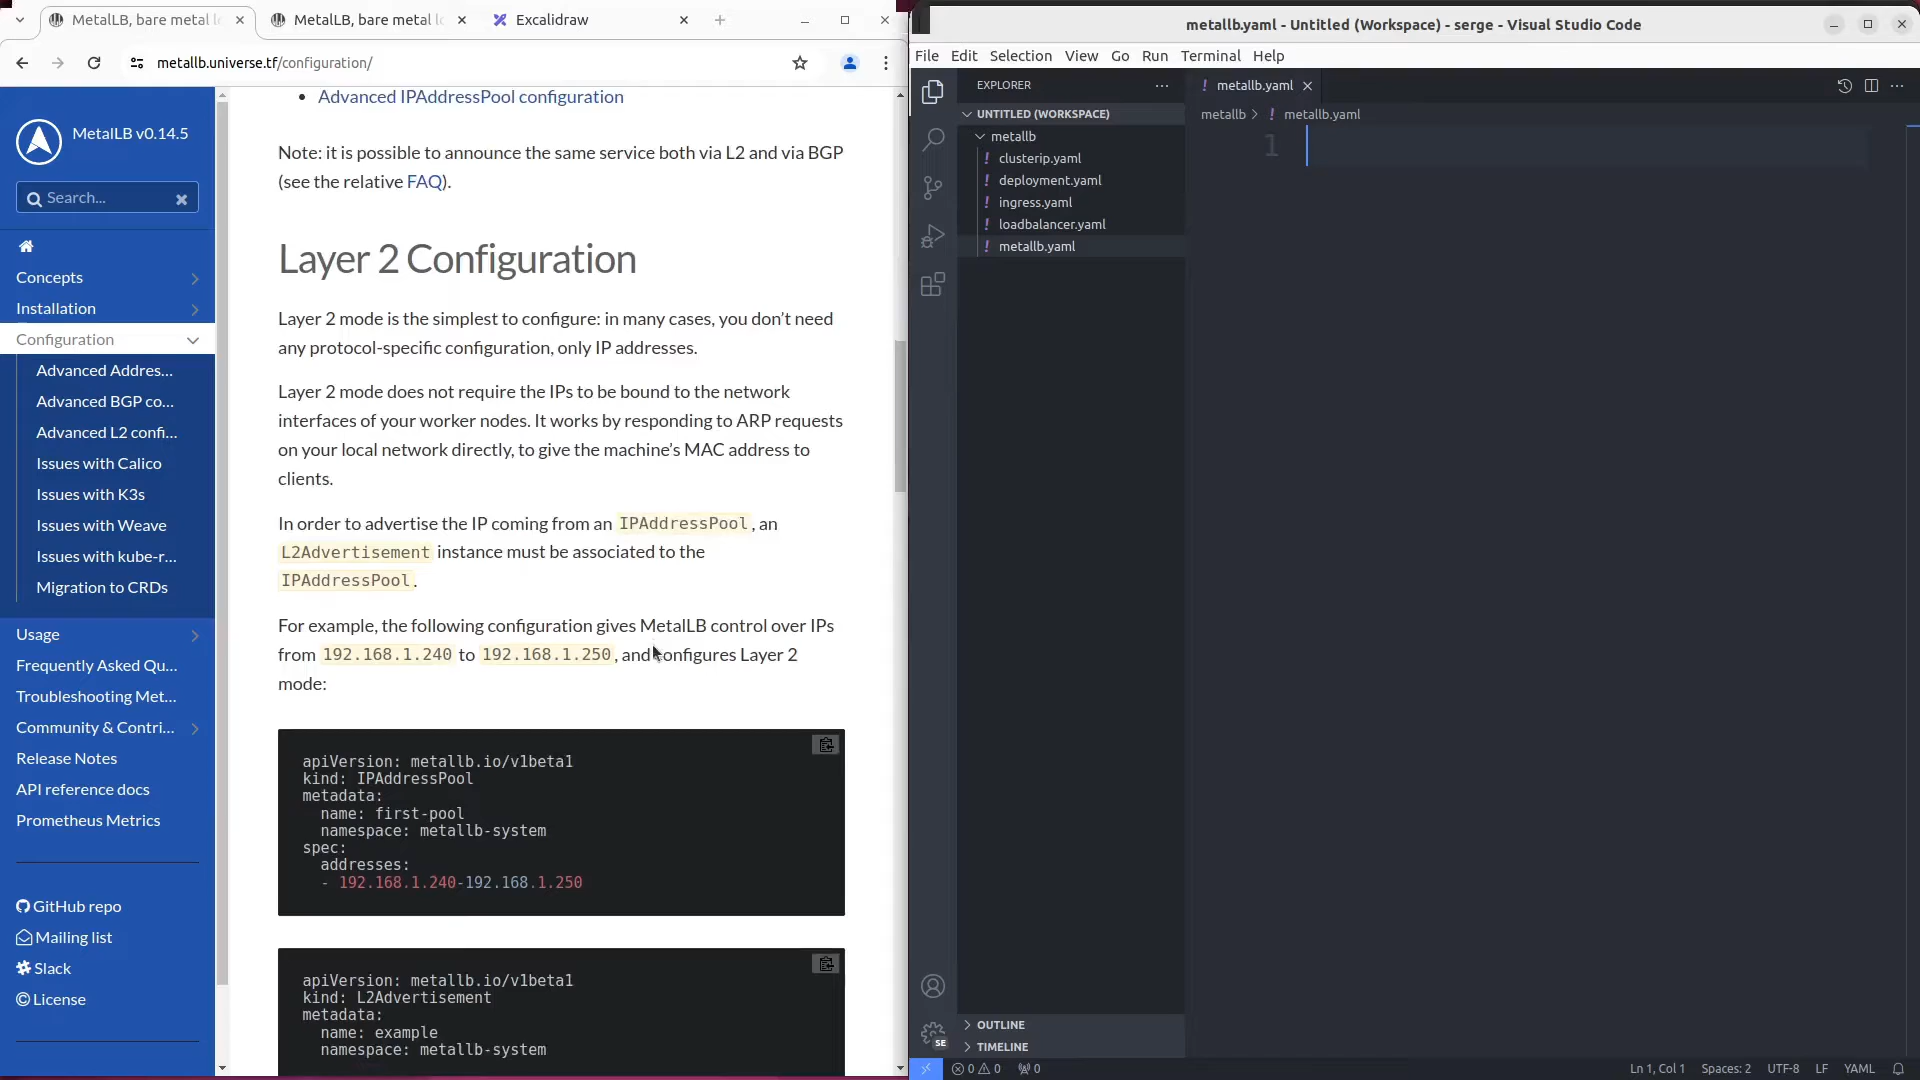 MetalLB, bare metal l
MetalLB, bare metal lo
Excalidraw
metallb.universe.tf/configuration/
MetalLB v0.14.5
Search...
Concepts
Installation
Configuration
Advanced Addres...
Advanced BGP co...
Advanced L2 confi...
Issues with Calico
Issues with K3s
Issues with Weave
Issues with kube-r...
Migration to CRDs
Usage
Frequently Asked Qu...
Troubleshooting Met...
Community & Contri...
Release Notes
API reference docs
Prometheus Metrics
GitHub repo
Mailing list
Slack
License
Advanced IPAddressPool configuration
Note: it is possible to announce the same service both via L2 and via BGP
(see the relative FAQ).
Layer 2 Configuration
Layer 2 mode is the simplest to configure: in many cases, you don’t need
any protocol-specific configuration, only IP addresses.
Layer 2 mode does not require the IPs to be bound to the network
interfaces of your worker nodes. It works by responding to ARP requests
on your local network directly, to give the machine’s MAC address to
clients.
In order to advertise the IP coming from an IPAddressPool, an
L2Advertisement instance must be associated to the
IPAddressPool.
For example, the following configuration gives MetalLB control over IPs
from 192.168.1.240 to 192.168.1.250, and configures Layer 2
mode:
apiVersion: metallb.io/v1beta1
kind: IPAddressPool
metadata:
  name: first-pool
  namespace: metallb-system
spec:
  addresses:
  - 192.168.1.240-192.168.1.250
apiVersion: metallb.io/v1beta1
kind: L2Advertisement
metadata:
  name: example
  namespace: metallb-system
metallb.yaml - Untitled (Workspace) - serge - Visual Studio Code
File Edit Selection View Go Run Terminal Help
EXPLORER
UNTITLED (WORKSPACE)
metallb
! clusterip.yaml
! deployment.yaml
! ingress.yaml
! loadbalancer.yaml
! metallb.yaml
OUTLINE
TIMELINE
SE
! metallb.yaml
metallb > ! metallb.yaml
1
0 0 0
Ln 1, Col 1 Spaces: 2 UTF-8 LF YAML